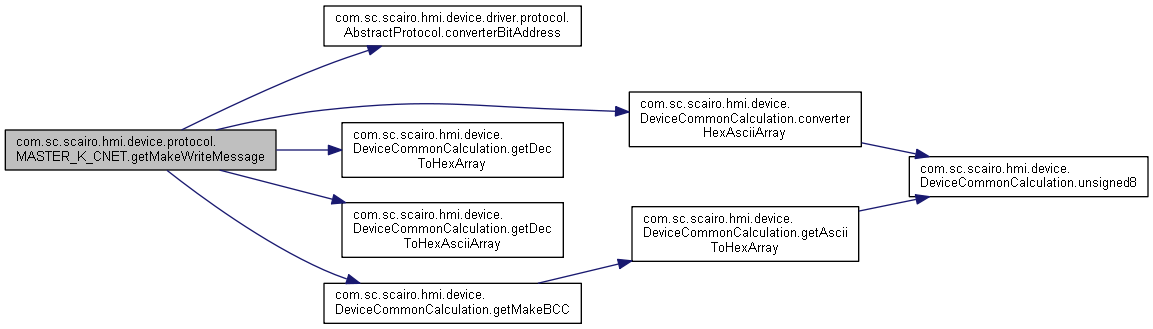 com.sc.scairo.hmi.device.driver.protocol.
AbstractProtocol.converterBitAddress
com.sc.scairo.hmi.device.protocol.
MASTER_K_CNET.getMakeWriteMessage
com.sc.scairo.hmi.device.
DeviceCommonCalculation.converter
HexAsciiArray
com.sc.scairo.hmi.device.
DeviceCommonCalculation.getDec
ToHexArray
com.sc.scairo.hmi.device.
DeviceCommonCalculation.unsigned8
com.sc.scairo.hmi.device.
DeviceCommonCalculation.getDec
ToHexAsciiArray
com.sc.scairo.hmi.device.
DeviceCommonCalculation.getAscii
ToHexArray
com.sc.scairo.hmi.device.
DeviceCommonCalculation.getMakeBCC